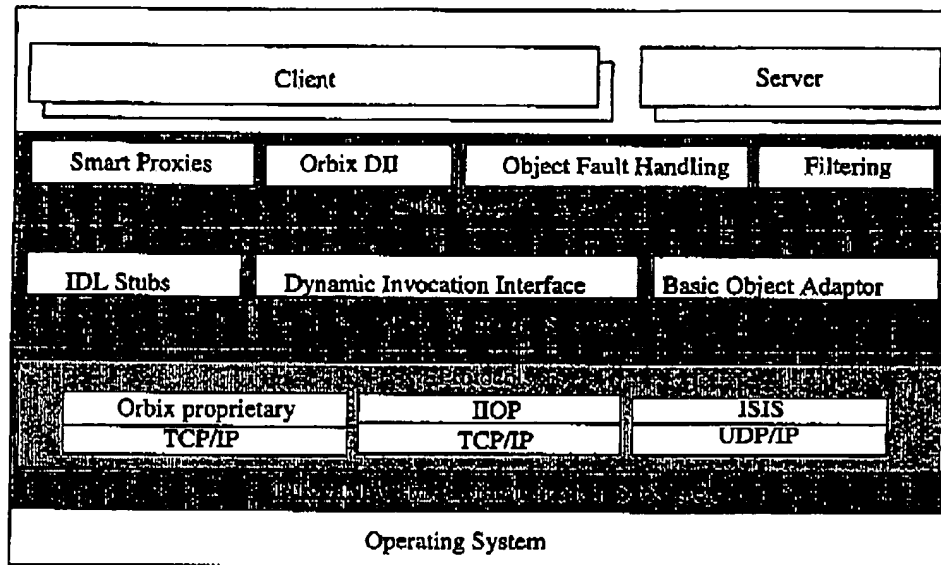 Client
Server
Smart Proxies
Orbix DII
Object Fault Handling
Filtering
IDL Stubs
Dynamic Invocation Interface
Basic Object Adaptor
Orbix proprietary
IIOP
ISIS
TCP/IP
TCP/IP
UDP/IP
Operating System